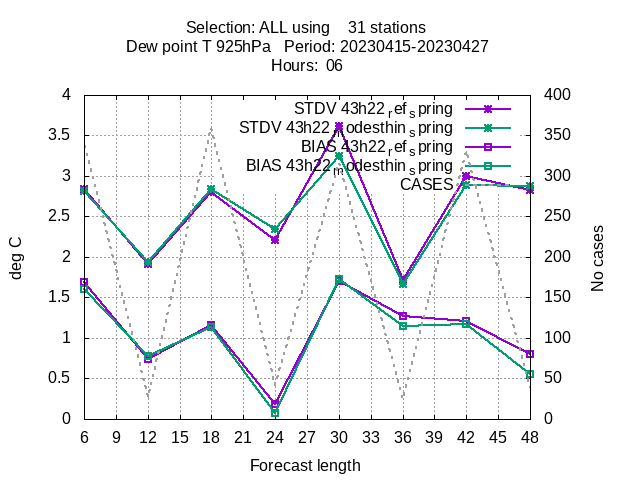 Selection: ALL using    31 stations
Dew point T 925hPa   Period: 20230415-20230427
Hours:  06
STDV 43h22_ref_spring
STDV 43h22_modesthin_spring
BIAS 43h22_ref_spring
BIAS 43h22_modesthin_spring
CASES
4
3.5
3
2.5
2
1.5
1
0.5
0
400
350
300
250
200
150
100
50
0
deg C
No cases
6 9 12 15 18 21 24 27 30 33 36 39 42 45 48
Forecast length